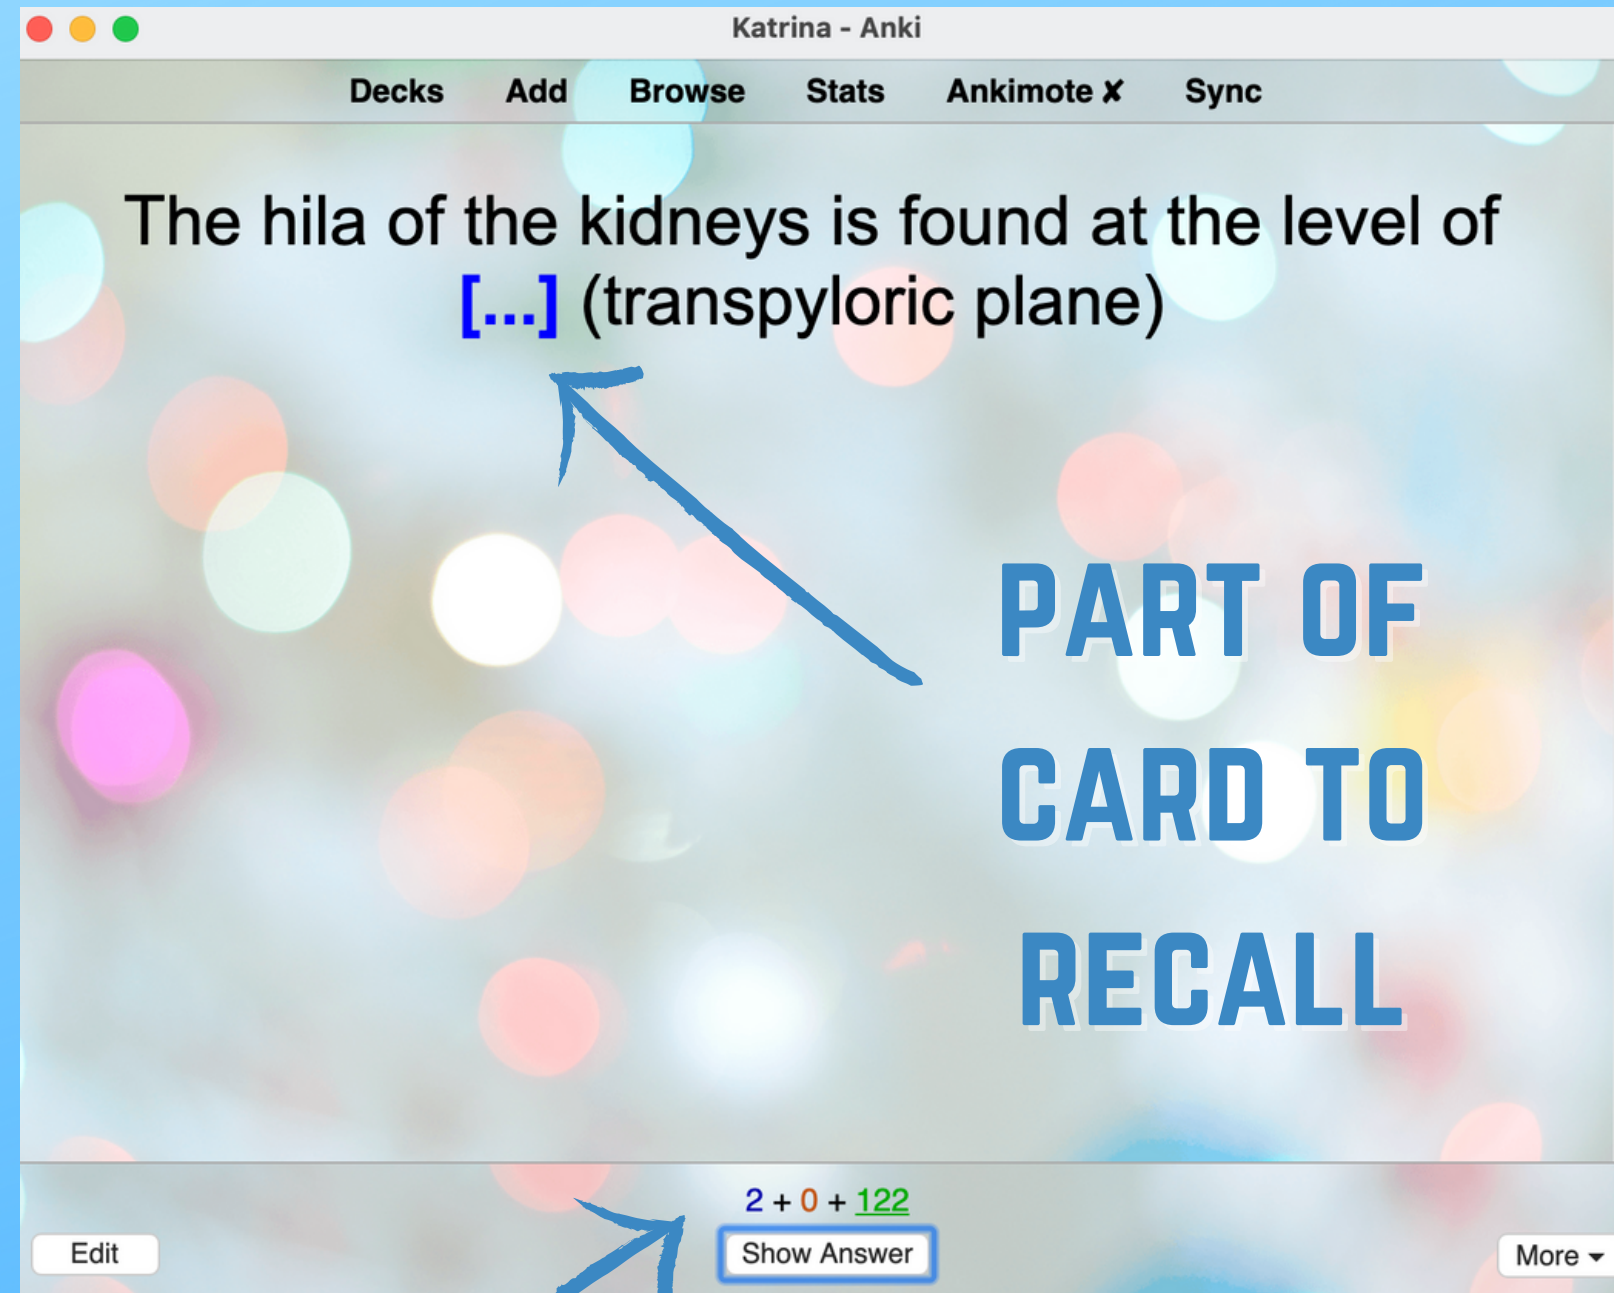 Katrina - Anki
Decks Add Browse Stats Ankimote ✘ Sync
The hila of the kidneys is found at the level of
[...] (transpyloric plane)
PART OF
CARD TO
RECALL
2 + 0 + 122
Edit Show Answer More